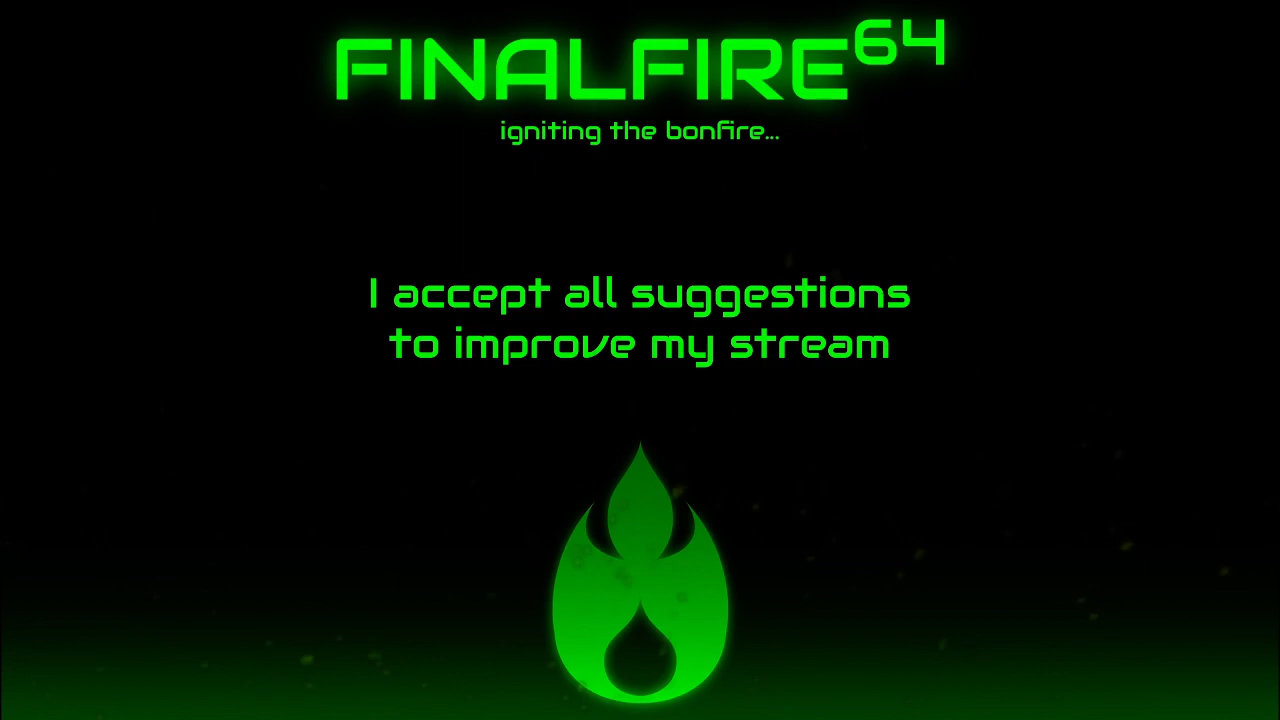 FINALFIRE⁶⁴
igniting the bonfire...
I accept all suggestions
to improve my stream